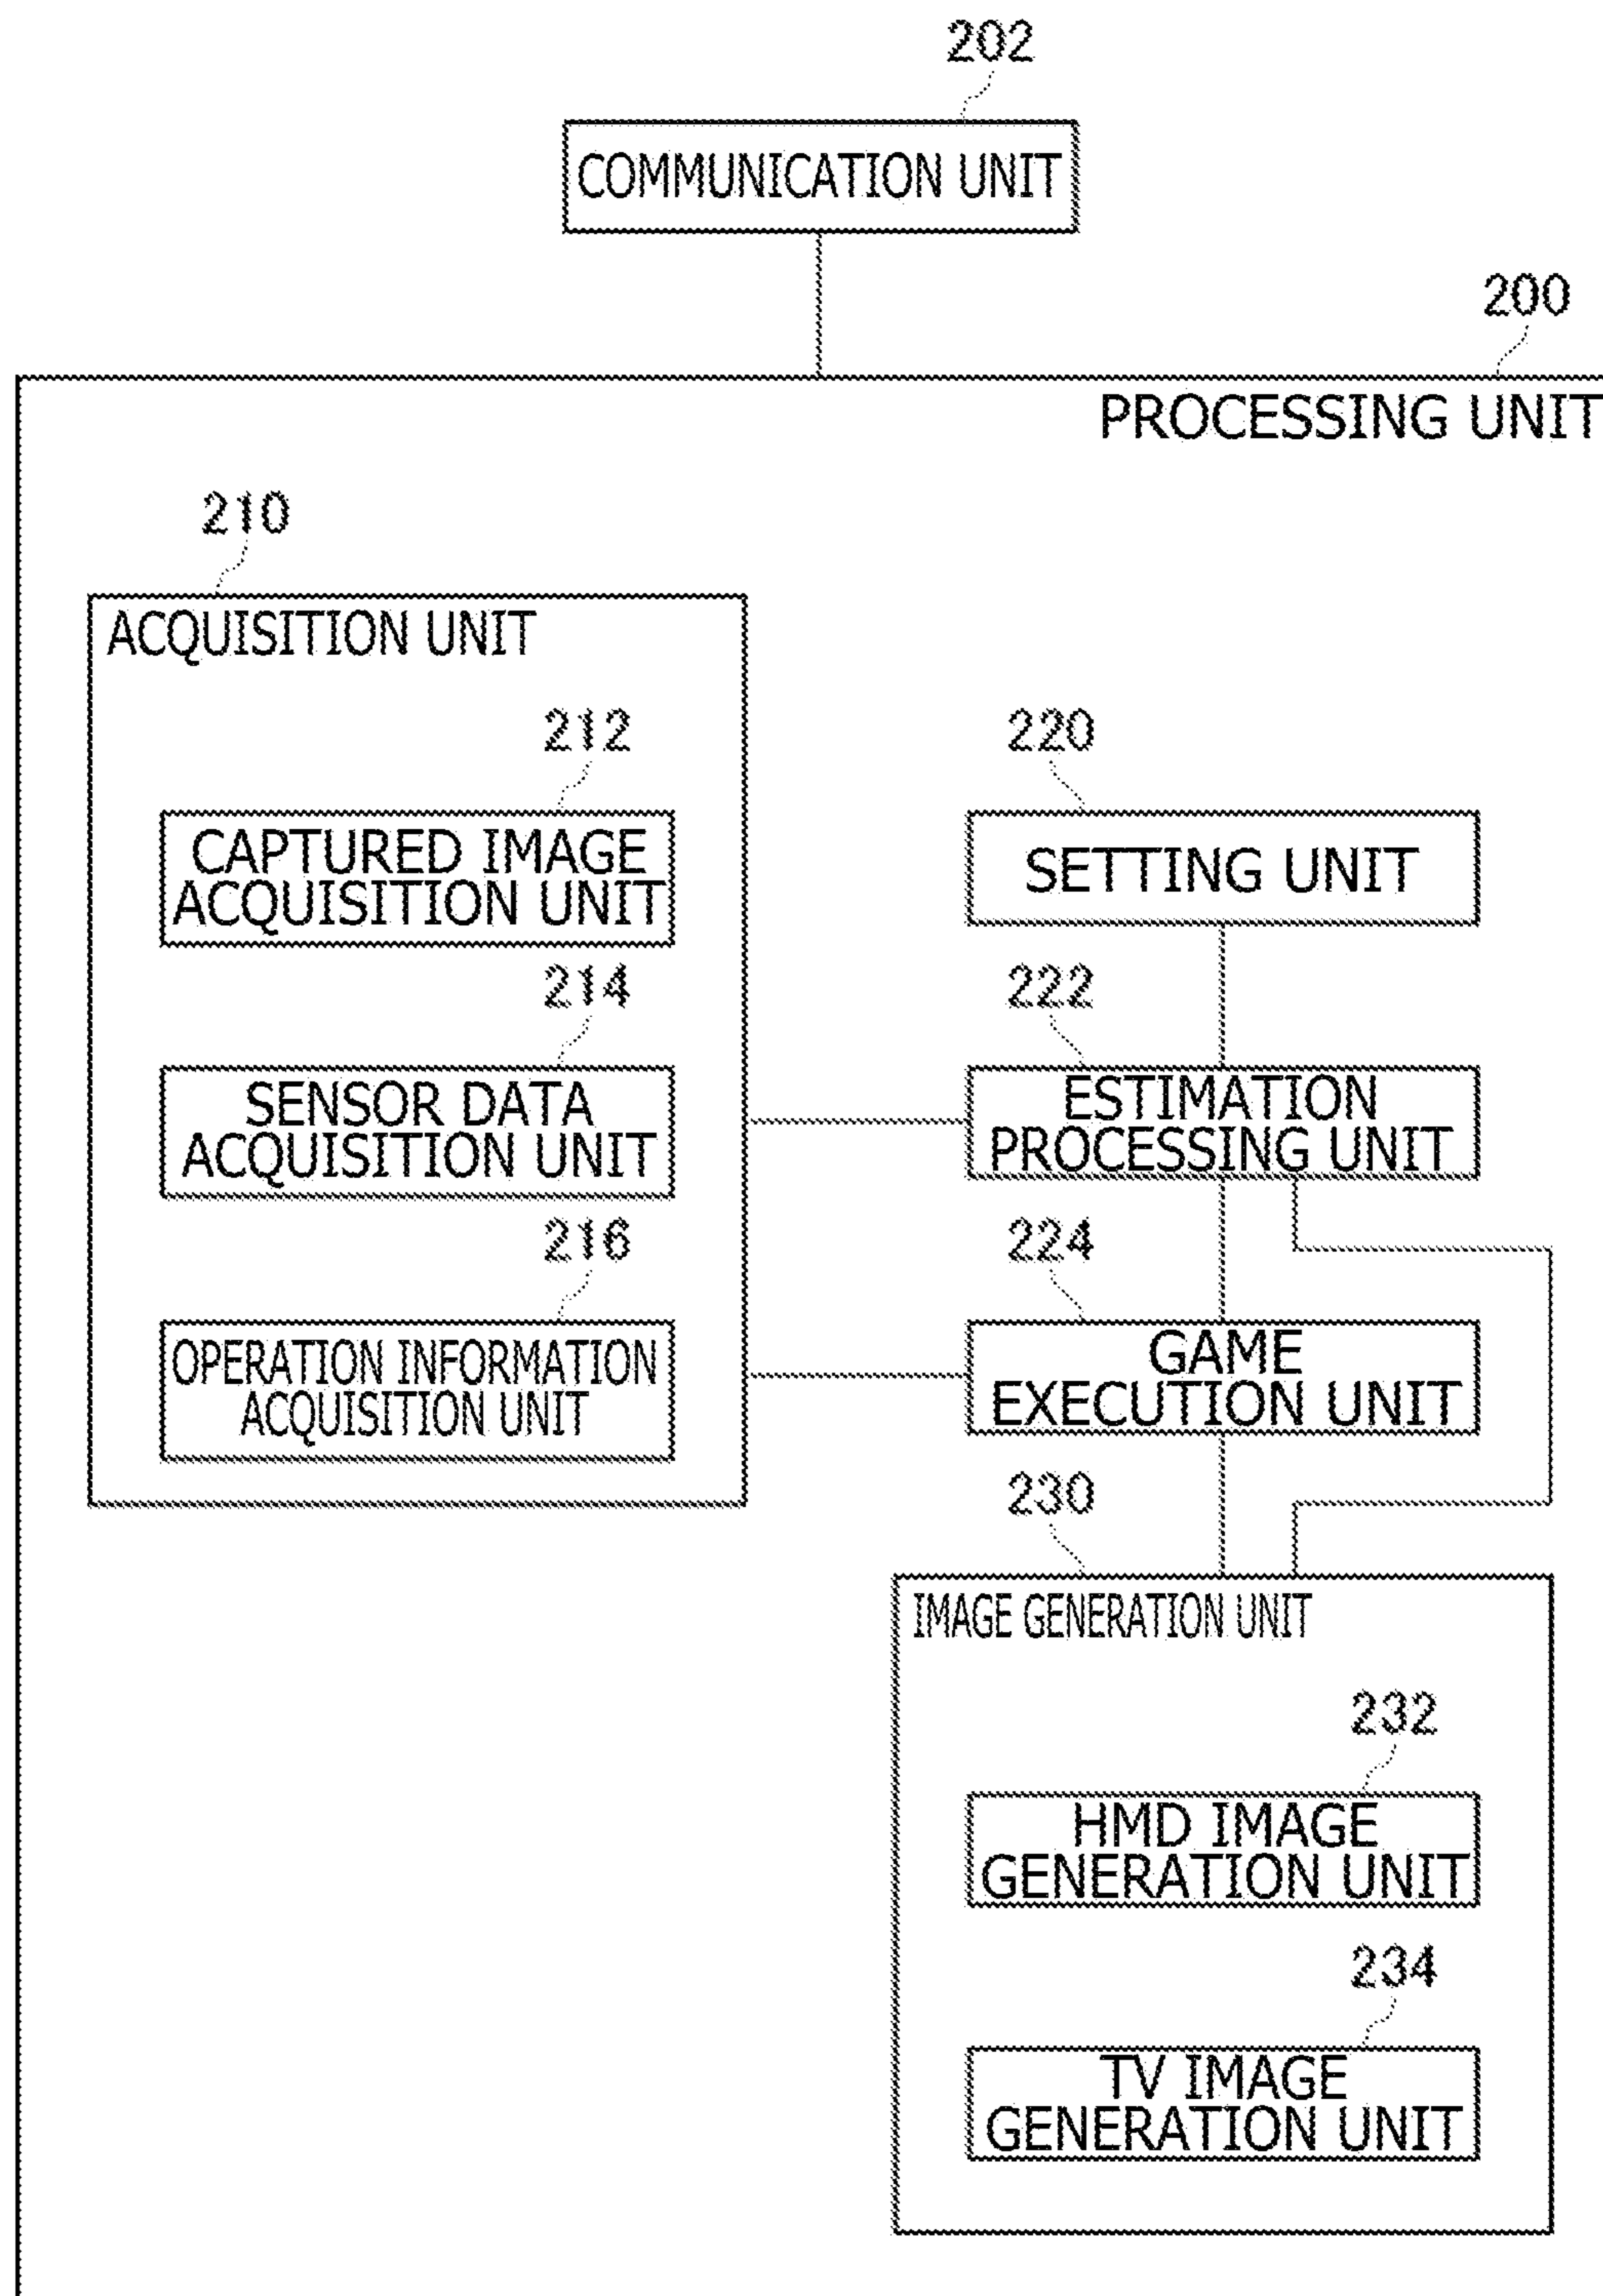 202
COMMUNICATION UNIT
200
PROCESSING UNIT
210
ACQUISITION UNIT
212
CAPTURED IMAGE
ACQUISITION UNIT
214
SENSOR DATA
ACQUISITION UNIT
216
OPERATION INFORMATION
ACQUISITION UNIT
220
SETTING UNIT
222
ESTIMATION
PROCESSING UNIT
224
GAME
EXECUTION UNIT
230
IMAGE GENERATION UNIT
232
HMD IMAGE
GENERATION UNIT
234
TV IMAGE
GENERATION UNIT